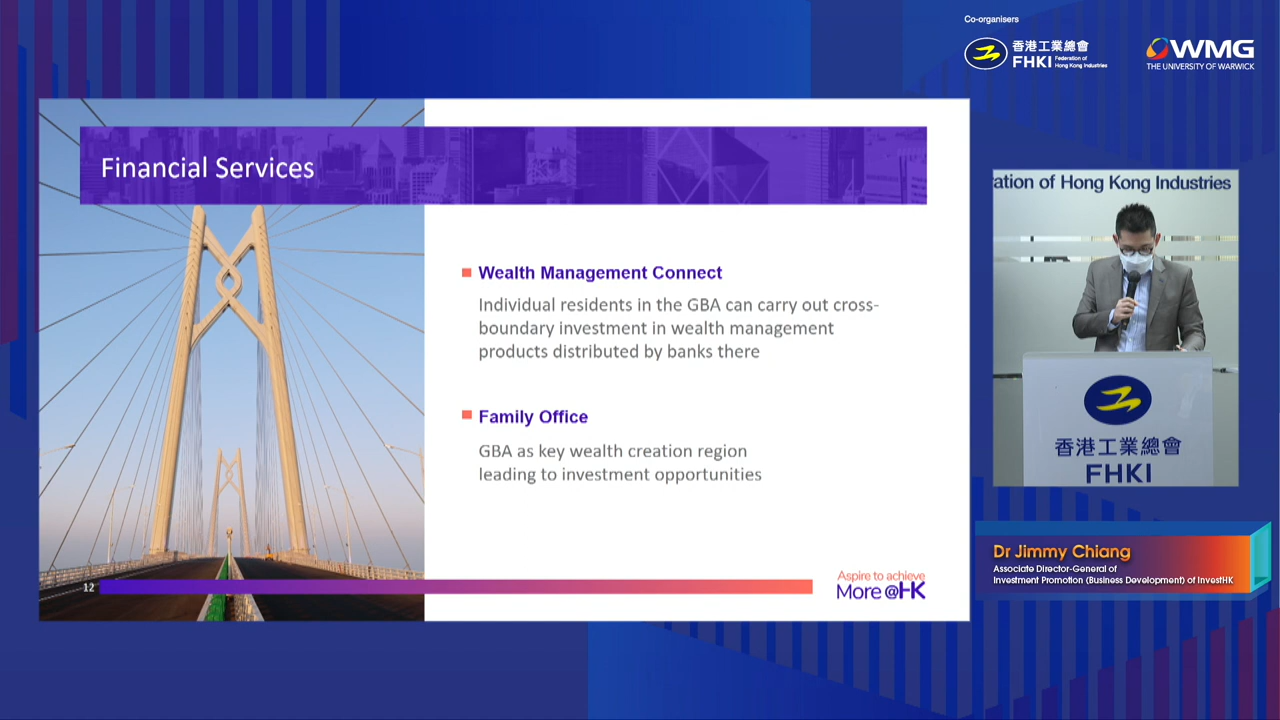 Co-organisers
香港工業總會
FHKI Federation of
Hong Kong Industries
WMG
THE UNIVERSITY OF WARWICK
Financial Services
Wealth Management Connect
Individual residents in the GBA can carry out cross-
boundary investment in wealth management
products distributed by banks there
Family Office
GBA as key wealth creation region
leading to investment opportunities
12
Aspire to achieve
More @HK
ation of Hong Kong Industries
香港工業總會
FHKI
Dr Jimmy Chiang
Associate Director-General of
Investment Promotion (Business Development) of InvestHK